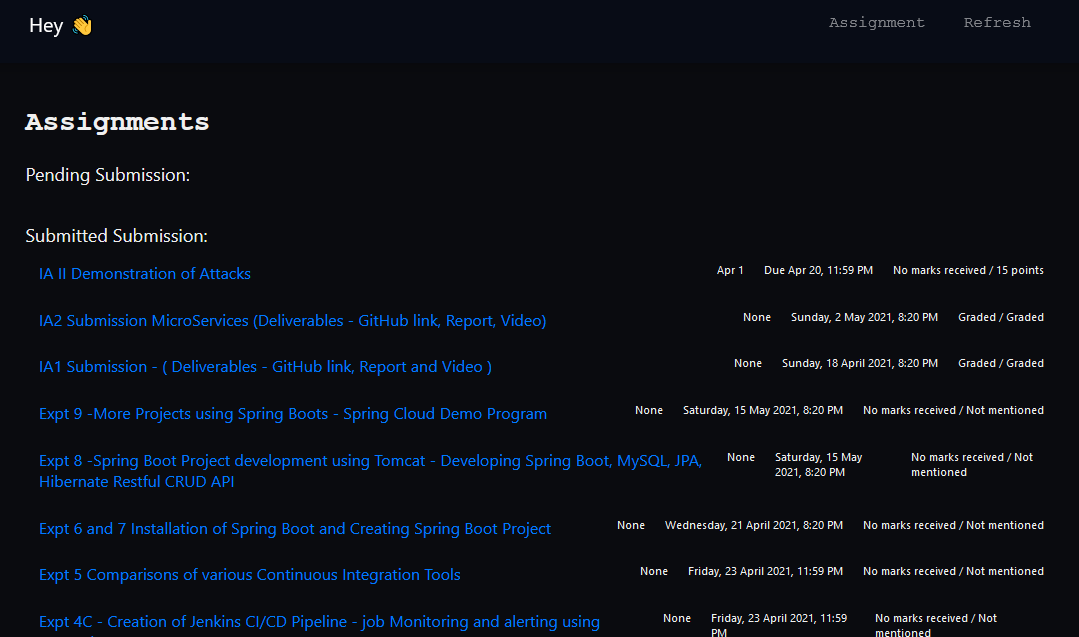 Hey 👋 Assignment Refresh
Assignments
Pending Submission:
Submitted Submission:
IA II Demonstration of Attacks Apr 1 Due Apr 20, 11:59 PM No marks received / 15 points
IA2 Submission MicroServices (Deliverables - GitHub link, Report, Video) None Sunday, 2 May 2021, 8:20 PM Graded / Graded
IA1 Submission - ( Deliverables - GitHub link, Report and Video ) None Sunday, 18 April 2021, 8:20 PM Graded / Graded
Expt 9 -More Projects using Spring Boots - Spring Cloud Demo Program None Saturday, 15 May 2021, 8:20 PM No marks received / Not mentioned
Expt 8 -Spring Boot Project development using Tomcat - Developing Spring Boot, MySQL, JPA, None Saturday, 15 May No marks received / Not
Hibernate Restful CRUD API 2021, 8:20 PM mentioned
Expt 6 and 7 Installation of Spring Boot and Creating Spring Boot Project None Wednesday, 21 April 2021, 8:20 PM No marks received / Not mentioned
Expt 5 Comparisons of various Continuous Integration Tools None Friday, 23 April 2021, 11:59 PM No marks received / Not mentioned
Expt 4C - Creation of Jenkins CI/CD Pipeline - job Monitoring and alerting using None Friday, 23 April 2021, 11:59 No marks received / Not
PM mentioned